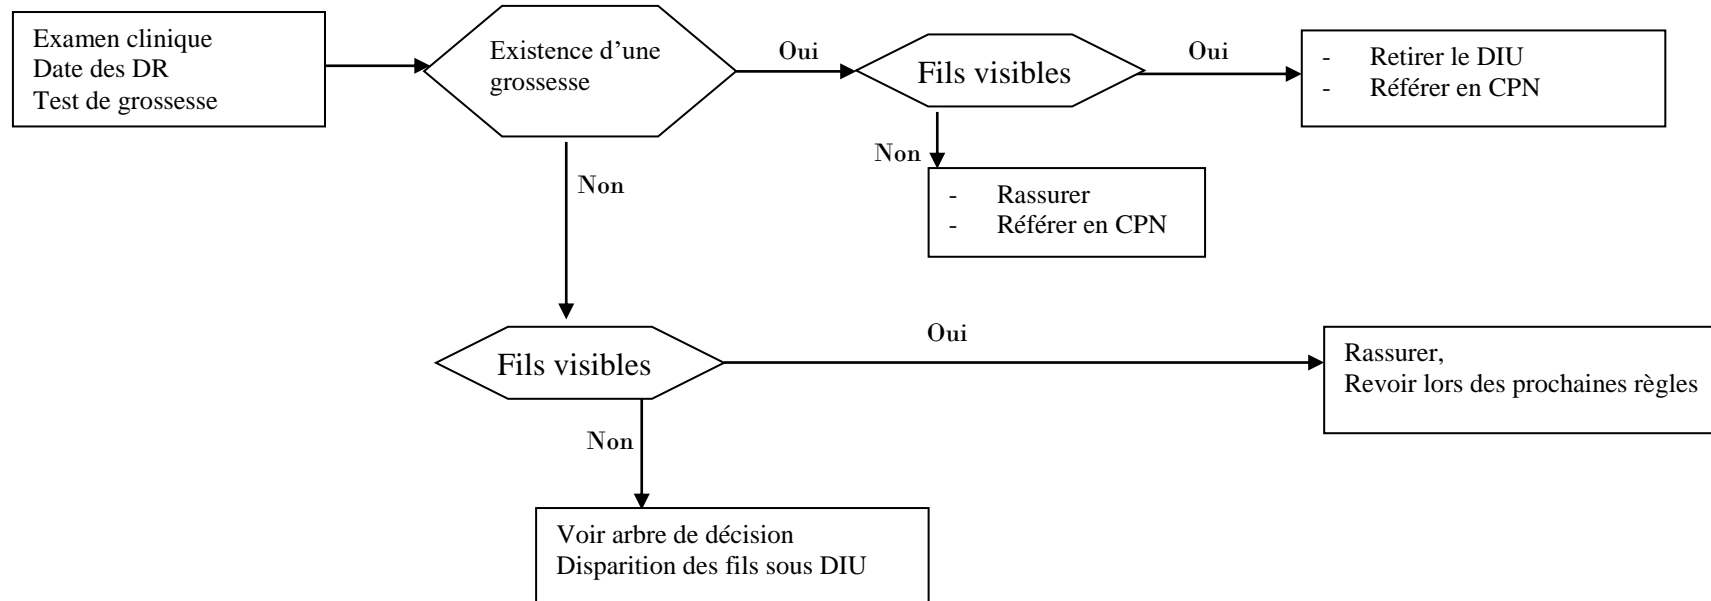 Examen clinique
Date des DR
Test de grossesse
Existence d’une
grossesse
Oui
Fils visibles
Oui
- Retirer le DIU
- Référer en CPN
Non
- Rassurer
- Référer en CPN
Non
Fils visibles
Oui
Rassurer,
Revoir lors des prochaines règles
Non
Voir arbre de décision
Disparition des fils sous DIU